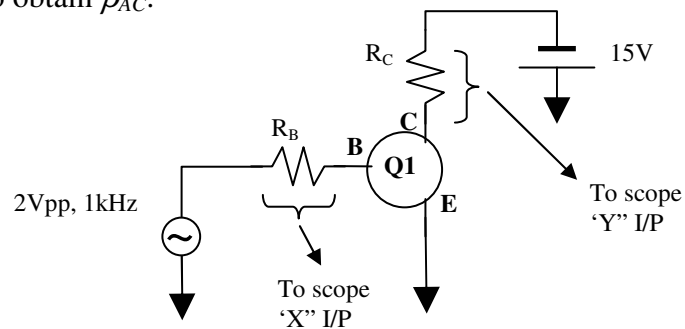 obtain β_AC.
R_C
15V
C
R_B
B
Q1
E
2Vpp, 1kHz
~
To scope
‘Y” I/P
To scope
‘X” I/P